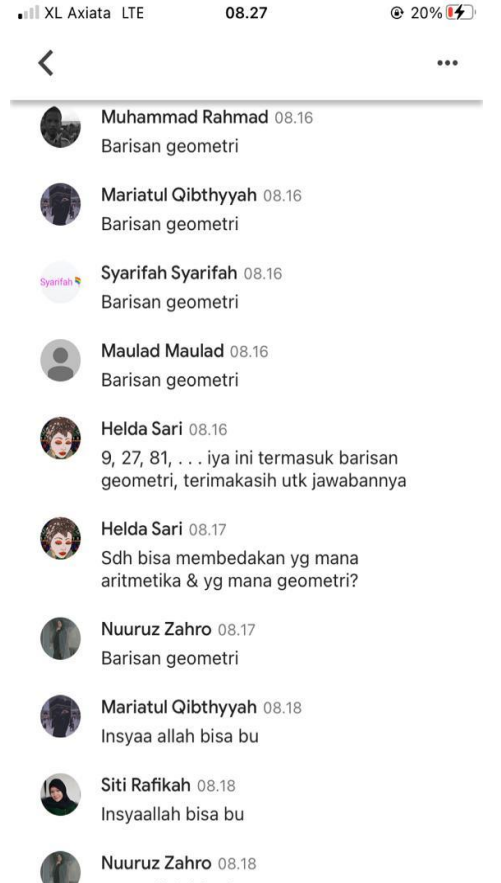 XL Axiata LTE 08.27 20%
Muhammad Rahmad 08.16
Barisan geometri
Mariatul Qibthyyah 08.16
Barisan geometri
Syarifah
Syarifah Syarifah 08.16
Barisan geometri
Maulad Maulad 08.16
Barisan geometri
Helda Sari 08.16
9, 27, 81, . . . iya ini termasuk barisan
geometri, terimakasih utk jawabannya
Helda Sari 08.17
Sdh bisa membedakan yg mana
aritmetika & yg mana geometri?
Nuuruz Zahro 08.17
Barisan geometri
Mariatul Qibthyyah 08.18
Insyaa allah bisa bu
Siti Rafikah 08.18
Insyaallah bisa bu
Nuuruz Zahro 08.18